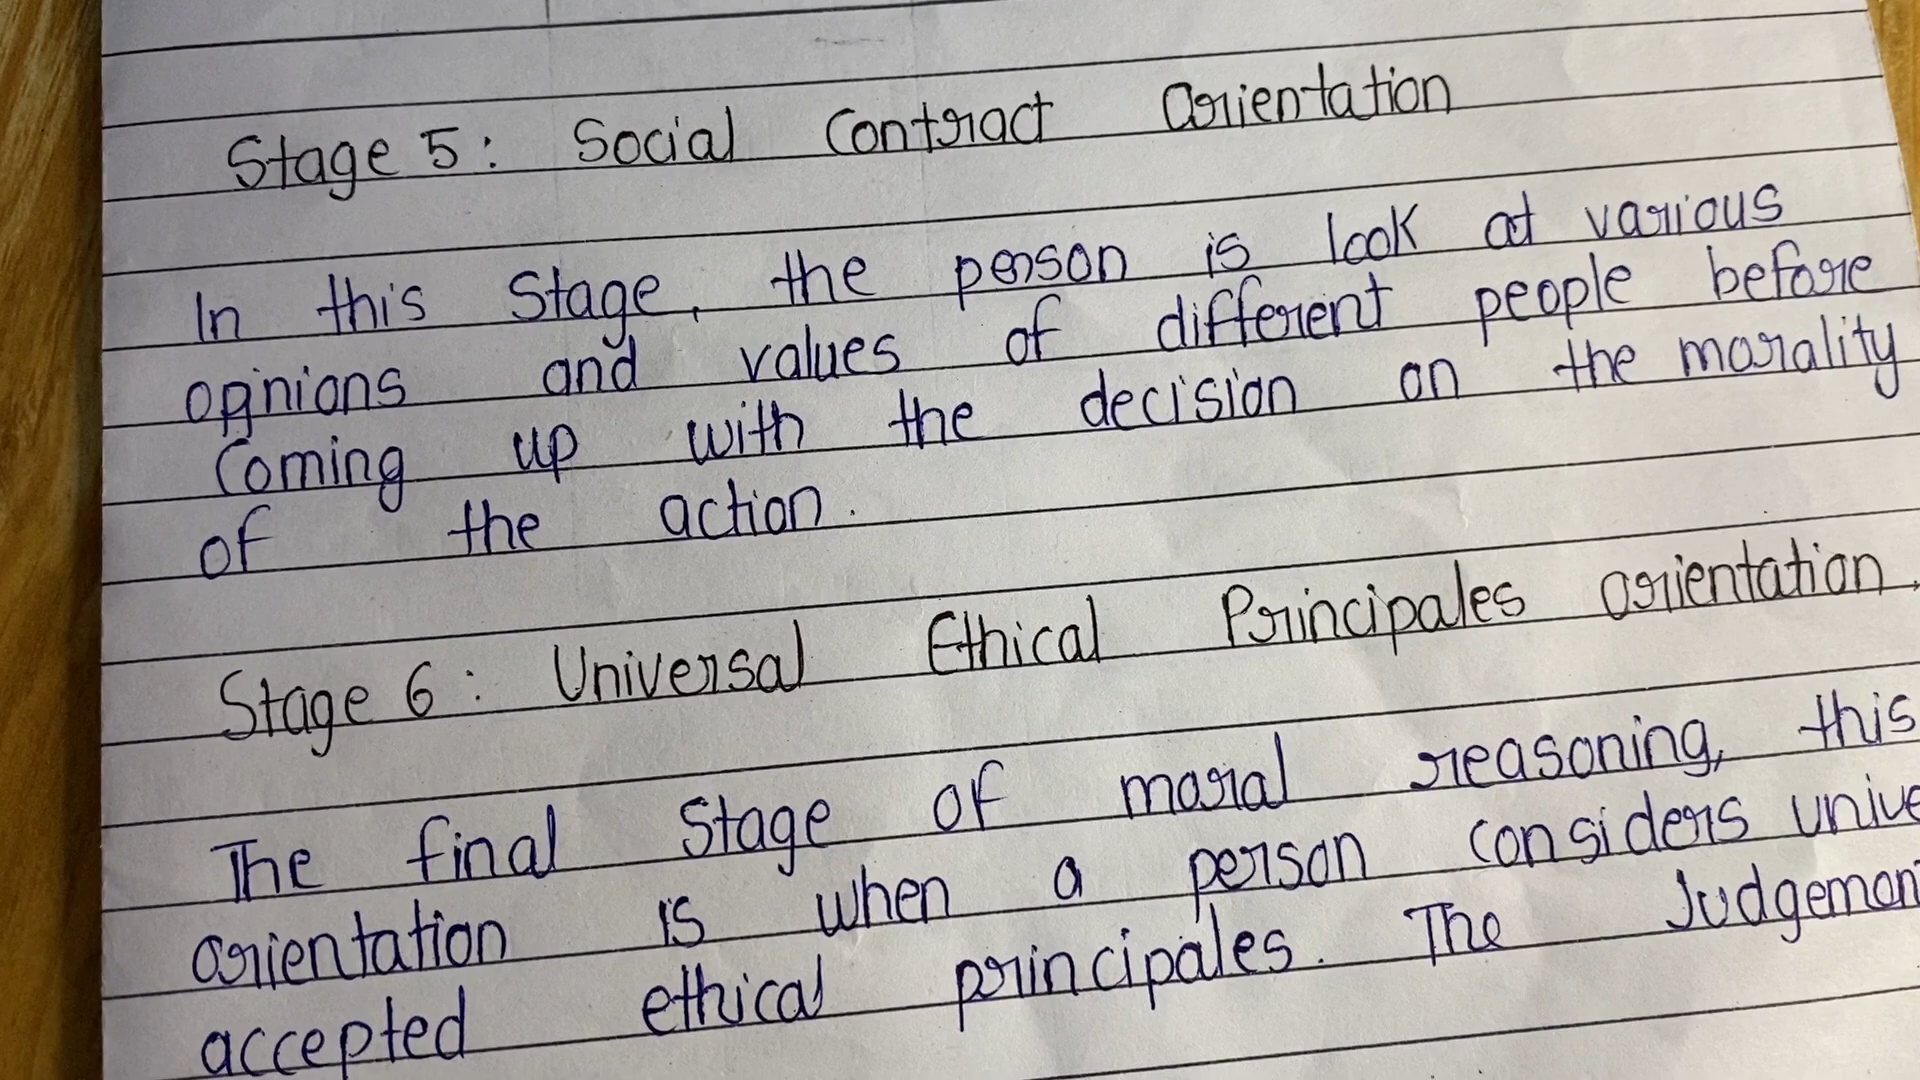 Stage 5: Social Contract Orientation
In this Stage, the person is look at various
opinions and values of different people before
Coming up with the decision on the morality
of the action.
Stage 6: Universal Ethical Principales orientation.
The final Stage of moral reasoning, this
orientation is when a person considers unive
accepted ethical principales. The Judgement